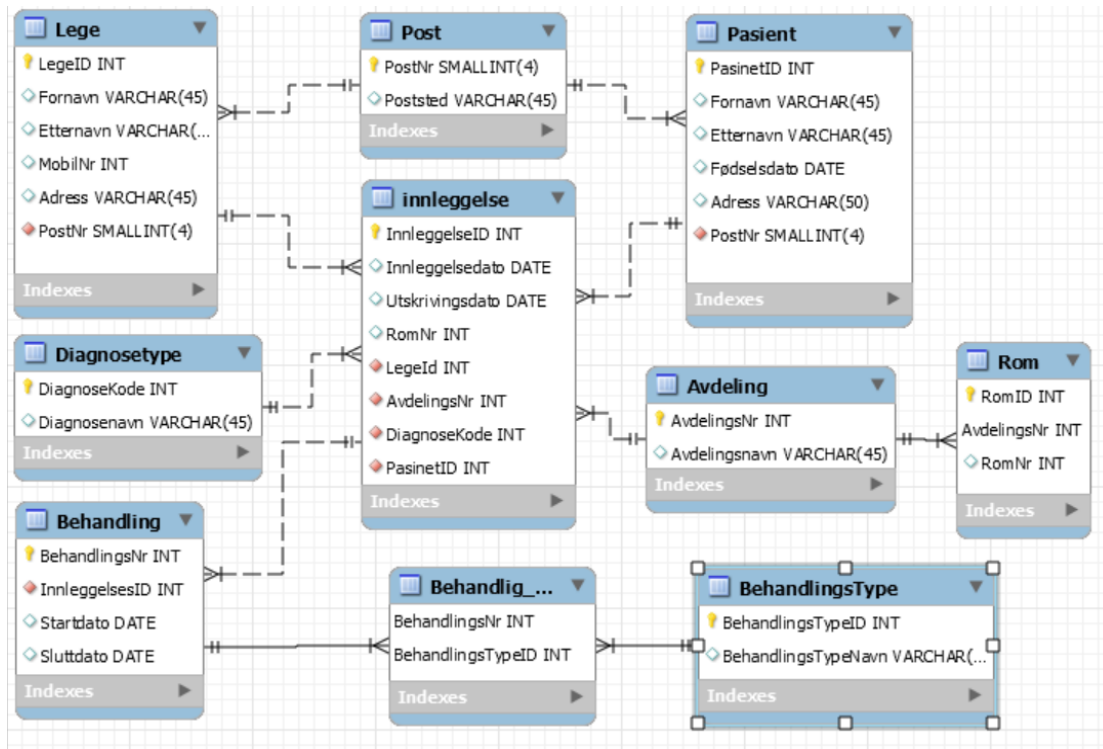 Lege
LegeID INT
Fornavn VARCHAR(45)
Etternavn VARCHAR(...
MobilNr INT
Adress VARCHAR(45)
PostNr SMALLINT(4)
Indexes
Post
PostNr SMALLINT(4)
Poststed VARCHAR(45)
Indexes
Pasient
PasinetID INT
Fornavn VARCHAR(45)
Etternavn VARCHAR(45)
Fødselsdato DATE
Adress VARCHAR(50)
PostNr SMALLINT(4)
Indexes
innleggelse
InnleggelseID INT
Innleggelsedato DATE
Utskrivingsdato DATE
RomNr INT
LegeId INT
AvdelingsNr INT
DiagnoseKode INT
PasinetID INT
Indexes
Diagnosetype
DiagnoseKode INT
Diagnosenavn VARCHAR(45)
Indexes
Avdeling
AvdelingsNr INT
Avdelingsnavn VARCHAR(45)
Indexes
Rom
RomID INT
AvdelingsNr INT
RomNr INT
Indexes
Behandling
BehandlingsNr INT
InnleggelsesID INT
Startdato DATE
Sluttdato DATE
Indexes
Behandlig_...
BehandlingsNr INT
BehandlingsTypeID INT
Indexes
BehandlingsType
BehandlingsTypeID INT
BehandlingsTypeNavn VARCHAR(...
Indexes